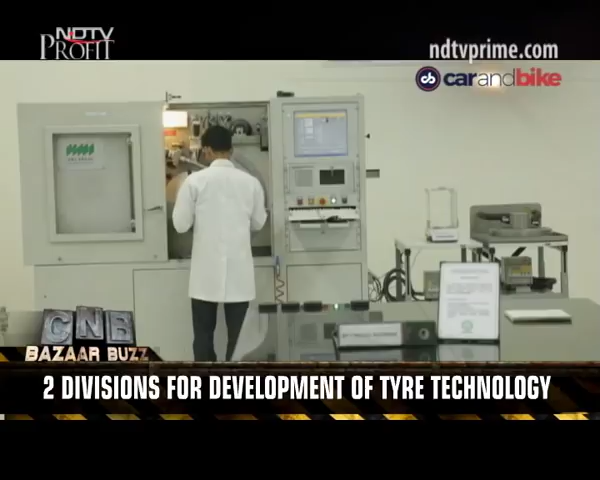 NDTV
PROFIT
ndtvprime.com
carandbike
CNB
BAZAAR BUZZ
2 DIVISIONS FOR DEVELOPMENT OF TYRE TECHNOLOGY